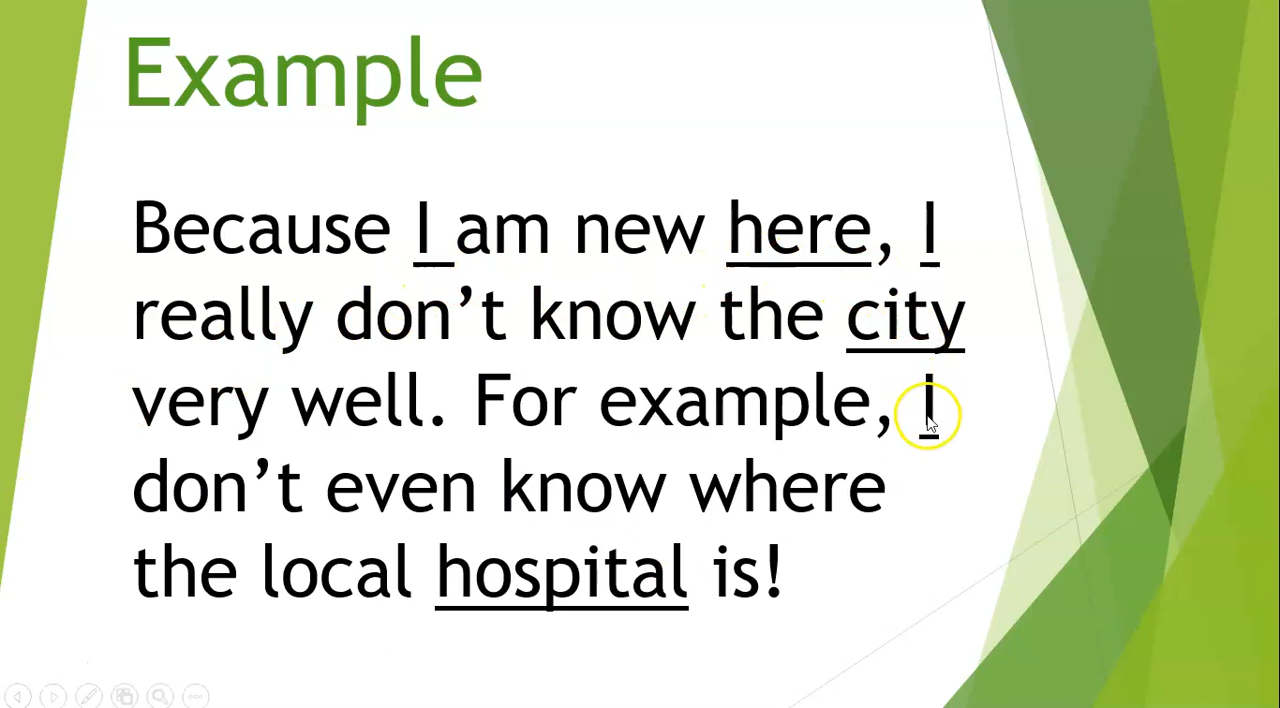 Example
Because I am new here, I
really don’t know the city
very well. For example, I
don’t even know where
the local hospital is!